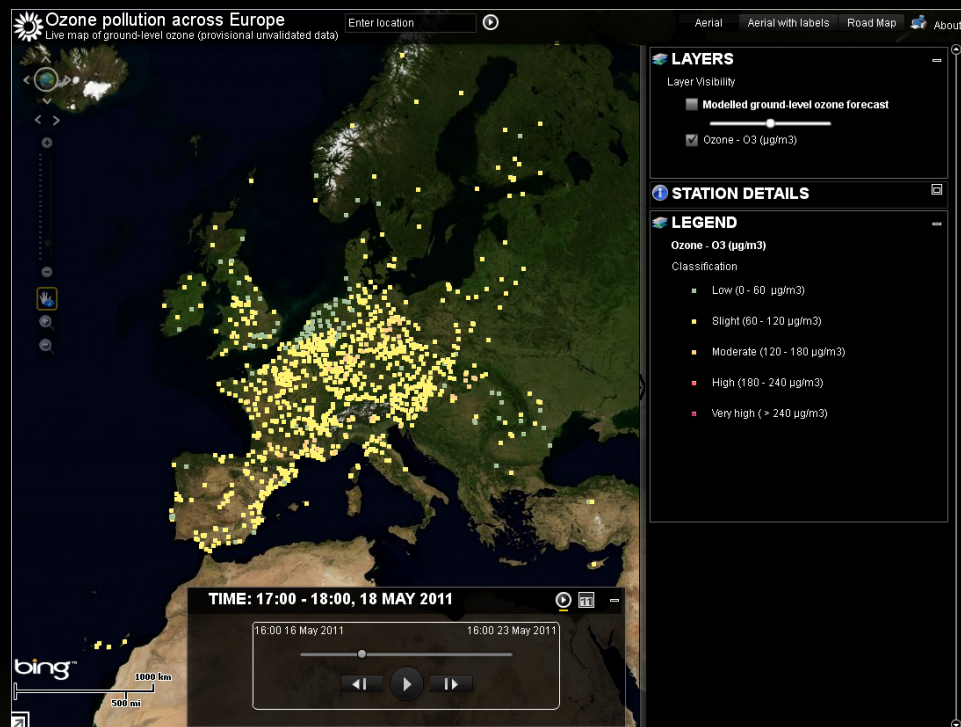 Ozone pollution across Europe
Live map of ground-level ozone (provisional unvalidated data)
Enter location
Aerial
Aerial with labels
Road Map
About
LAYERS
Layer Visibility
Modelled ground-level ozone forecast
Ozone - O3 (µg/m3)
STATION DETAILS
LEGEND
Ozone - O3 (µg/m3)
Classification
Low (0 - 60 µg/m3)
Slight (60 - 120 µg/m3)
Moderate (120 - 180 µg/m3)
High (180 - 240 µg/m3)
Very high ( > 240 µg/m3)
TIME: 17:00 - 18:00, 18 MAY 2011
11
16:00 16 May 2011
16:00 23 May 2011
bing™
1000 km
500 mi